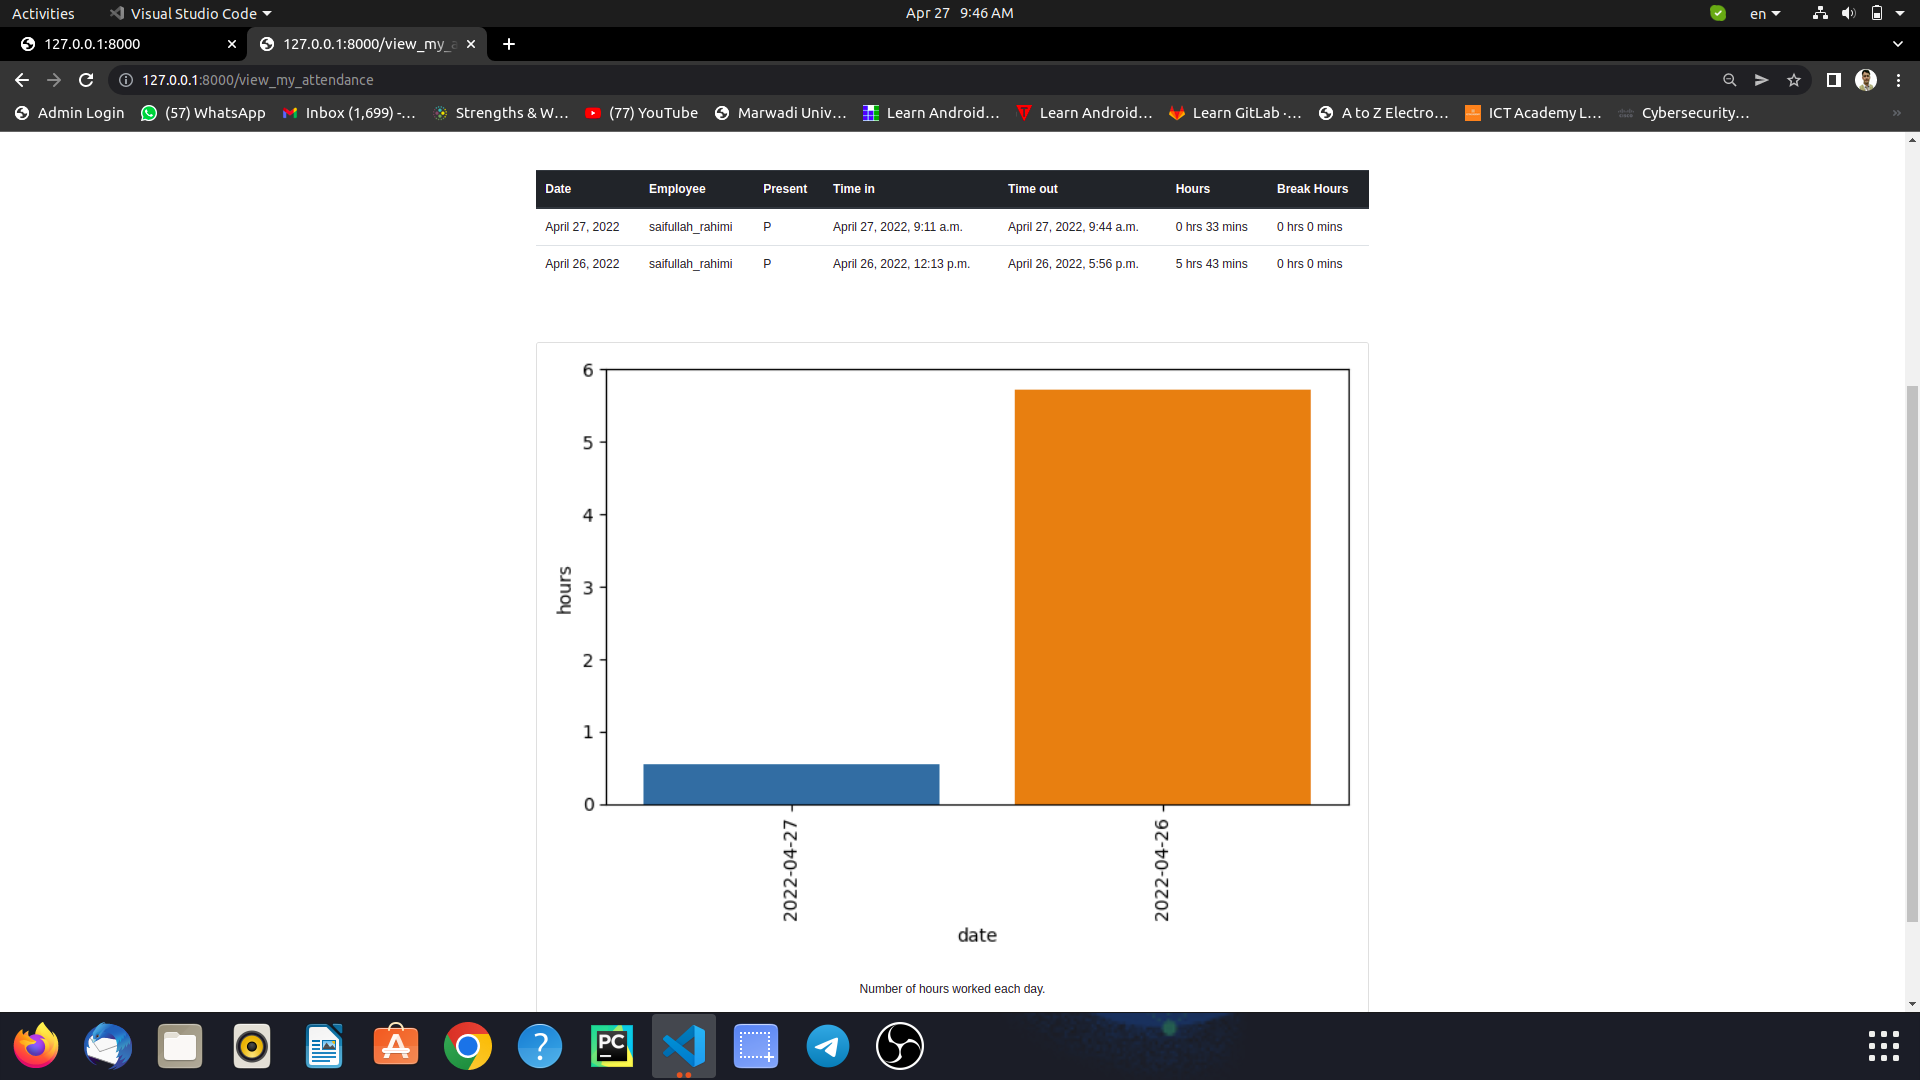 Activities Visual Studio Code Apr 27 9:46 AM en
127.0.0.1:8000 127.0.0.1:8000/view_my_a
127.0.0.1:8000/view_my_attendance
Admin Login (57) WhatsApp Inbox (1,699) -… Strengths & W… (77) YouTube Marwadi Univ… Learn Android… Learn Android… Learn GitLab -… A to Z Electro… ICT Academy L… Cybersecurity… »
Date Employee Present Time in Time out Hours Break Hours
April 27, 2022 saifullah_rahimi P April 27, 2022, 9:11 a.m. April 27, 2022, 9:44 a.m. 0 hrs 33 mins 0 hrs 0 mins
April 26, 2022 saifullah_rahimi P April 26, 2022, 12:13 p.m. April 26, 2022, 5:56 p.m. 5 hrs 43 mins 0 hrs 0 mins
6
5
4
3
2
1
0
hours
2022-04-27 2022-04-26
date
Number of hours worked each day.
PC